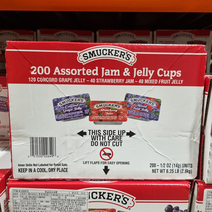 SMUCKER'S
200 Assorted Jam & Jelly Cups
120 CONCORD GRAPE JELLY – 40 STRAWBERRY JAM – 40 MIXED FRUIT JELLY
THIS SIDE UP
WITH CARE
DO NOT CUT
LIFT FLAPS FOR EASY OPENING
KEEP IN A COOL, DRY PLACE
200 - 1/2 OZ (14g) UNITS
NET WT 6.25 LB (2.8kg)
SMUCKER'S